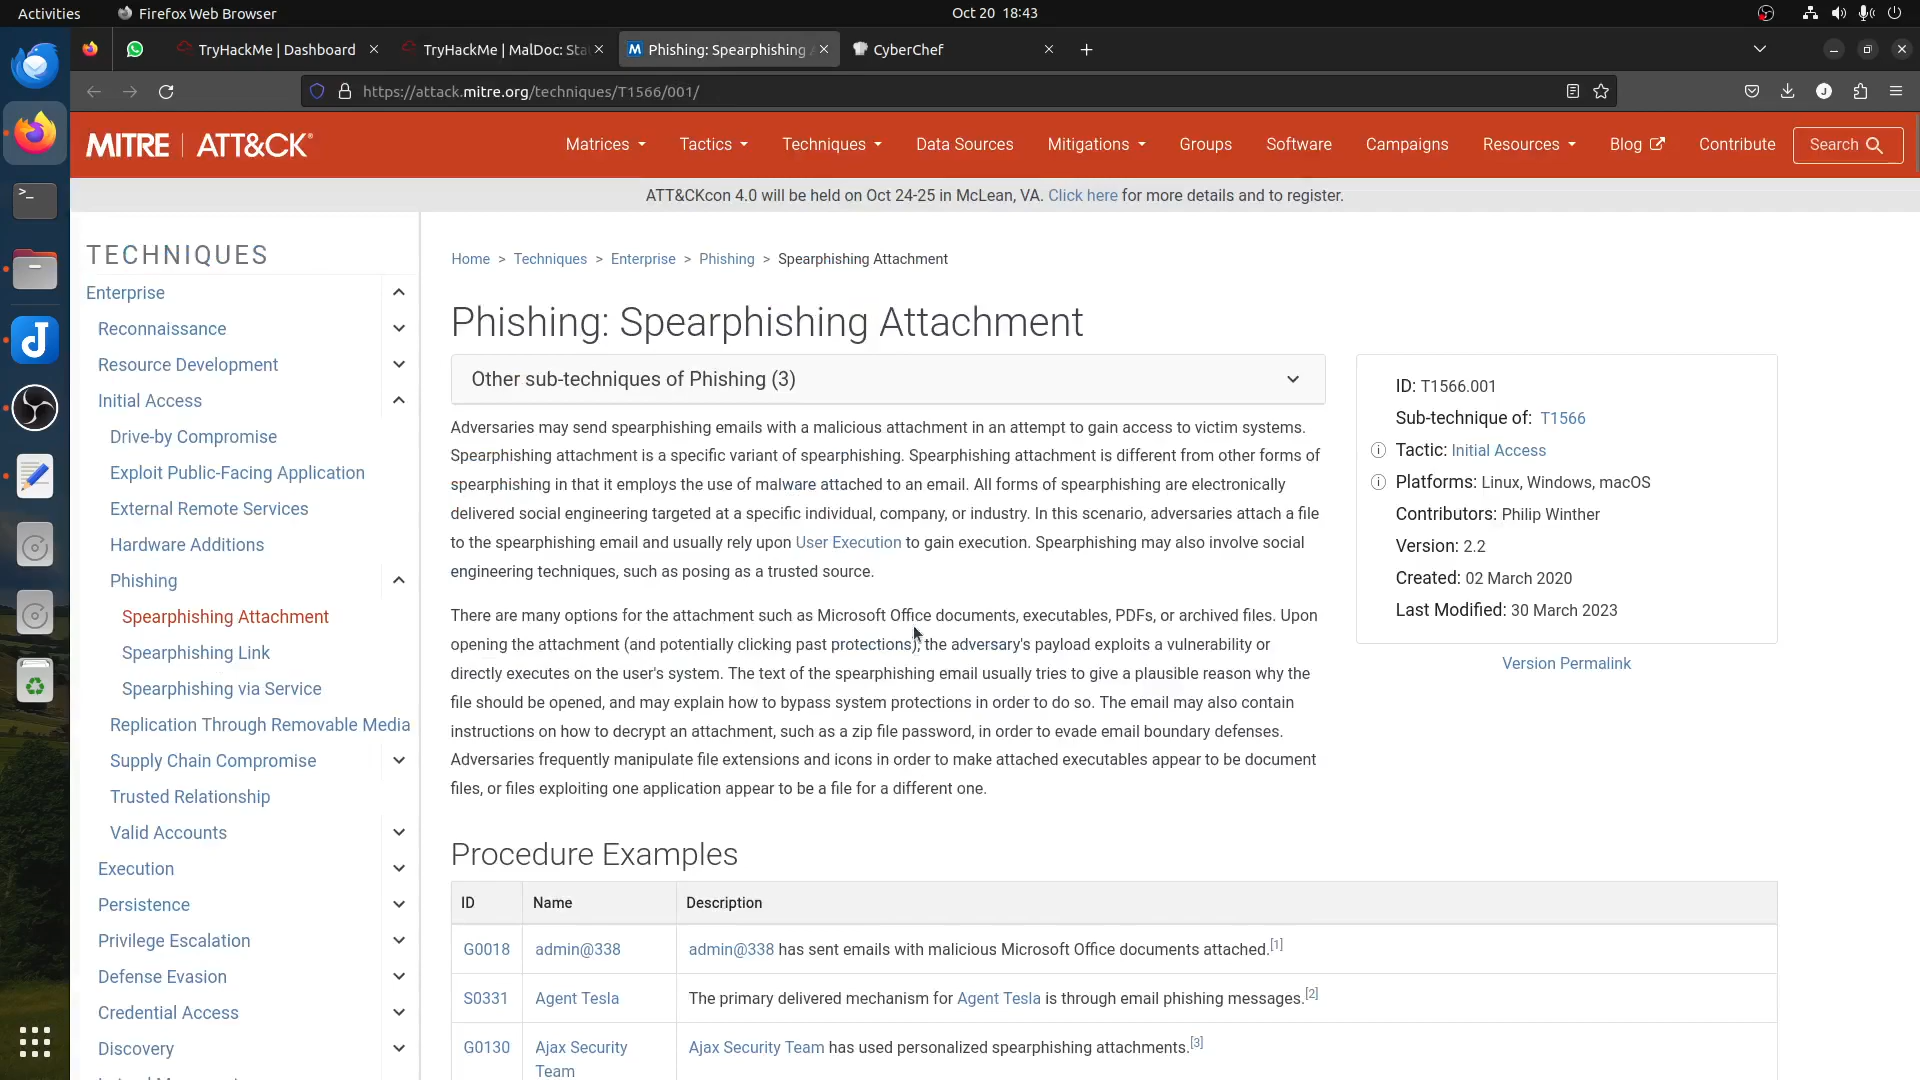 Activities
Firefox Web Browser
Oct 20 18:43
TryHackMe | Dashboard
TryHackMe | MalDoc: Sta
Phishing: Spearphishing A
CyberChef
https://attack.mitre.org/techniques/T1566/001/
MITRE | ATT&CK®
Matrices
Tactics
Techniques
Data Sources
Mitigations
Groups
Software
Campaigns
Resources
Blog
Contribute
Search
ATT&CKcon 4.0 will be held on Oct 24-25 in McLean, VA. Click here for more details and to register.
TECHNIQUES
Enterprise
Reconnaissance
Resource Development
Initial Access
Drive-by Compromise
Exploit Public-Facing Application
External Remote Services
Hardware Additions
Phishing
Spearphishing Attachment
Spearphishing Link
Spearphishing via Service
Replication Through Removable Media
Supply Chain Compromise
Trusted Relationship
Valid Accounts
Execution
Persistence
Privilege Escalation
Defense Evasion
Credential Access
Discovery
Home > Techniques > Enterprise > Phishing > Spearphishing Attachment
Phishing: Spearphishing Attachment
Other sub-techniques of Phishing (3)
Adversaries may send spearphishing emails with a malicious attachment in an attempt to gain access to victim systems.
Spearphishing attachment is a specific variant of spearphishing. Spearphishing attachment is different from other forms of
spearphishing in that it employs the use of malware attached to an email. All forms of spearphishing are electronically
delivered social engineering targeted at a specific individual, company, or industry. In this scenario, adversaries attach a file
to the spearphishing email and usually rely upon User Execution to gain execution. Spearphishing may also involve social
engineering techniques, such as posing as a trusted source.
There are many options for the attachment such as Microsoft Office documents, executables, PDFs, or archived files. Upon
opening the attachment (and potentially clicking past protections), the adversary's payload exploits a vulnerability or
directly executes on the user's system. The text of the spearphishing email usually tries to give a plausible reason why the
file should be opened, and may explain how to bypass system protections in order to do so. The email may also contain
instructions on how to decrypt an attachment, such as a zip file password, in order to evade email boundary defenses.
Adversaries frequently manipulate file extensions and icons in order to make attached executables appear to be document
files, or files exploiting one application appear to be a file for a different one.
ID: T1566.001
Sub-technique of: T1566
Tactic: Initial Access
Platforms: Linux, Windows, macOS
Contributors: Philip Winther
Version: 2.2
Created: 02 March 2020
Last Modified: 30 March 2023
Version Permalink
Procedure Examples
ID Name Description
G0018 admin@338 admin@338 has sent emails with malicious Microsoft Office documents attached.[1]
S0331 Agent Tesla The primary delivered mechanism for Agent Tesla is through email phishing messages.[2]
G0130 Ajax Security Team Ajax Security Team has used personalized spearphishing attachments.[3]